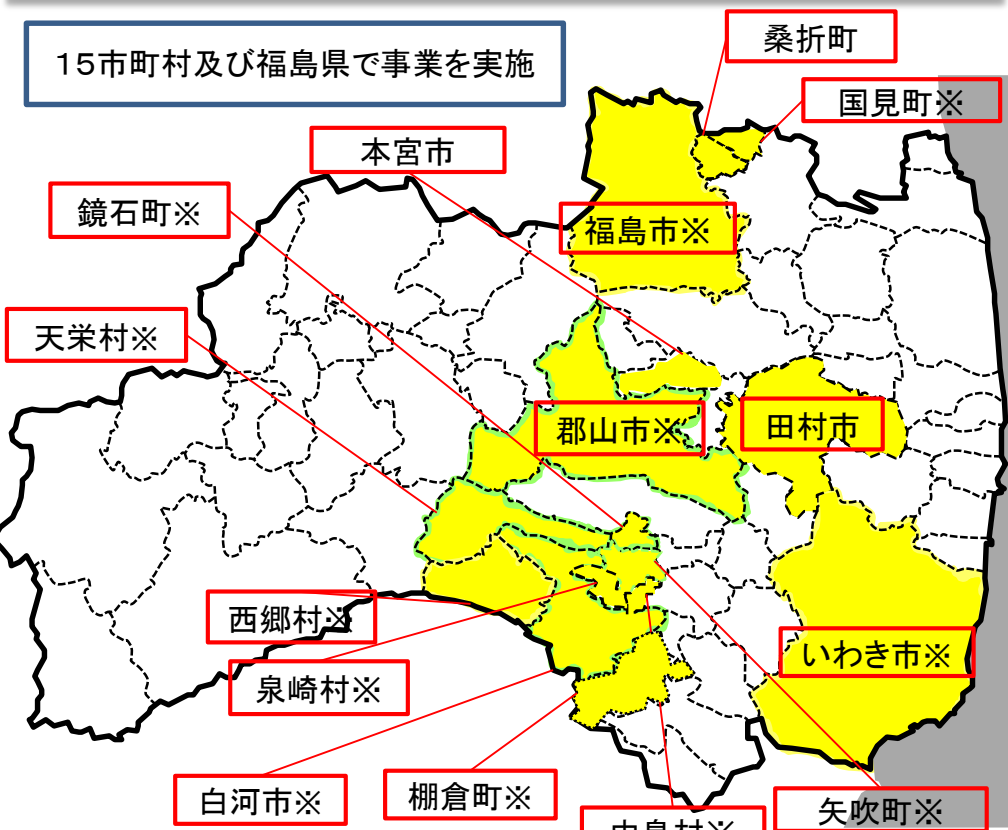 15市町村及び福島県で事業を実施
桑折町
国見町※
本宮市
鏡石町※
福島市※
天栄村※
郡山市※
田村市
西郷村※
いわき市※
泉崎村※
白河市※
棚倉町※
中島村※
矢吹町※